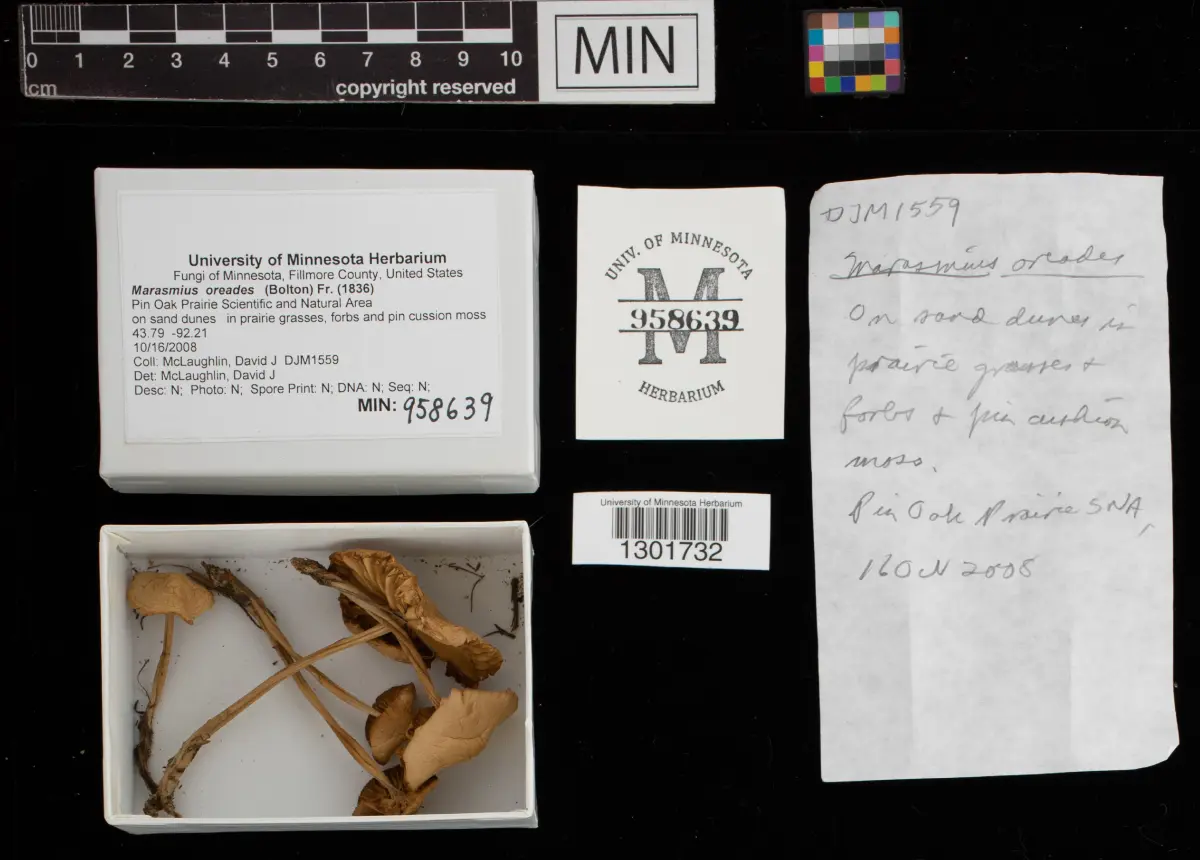 0 1 2 3 4 5 6 7 8 9 10
cm
copyright reserved
MIN
University of Minnesota Herbarium
Fungi of Minnesota, Fillmore County, United States
Marasmius oreades (Bolton) Fr. (1836)
Pin Oak Prairie Scientific and Natural Area
on sand dunes in prairie grasses, forbs and pin cussion moss
43.79 -92.21
10/16/2008
Coll: McLaughlin, David J DJM1559
Det: McLaughlin, David J
Desc: N; Photo: N; Spore Print: N; DNA: N; Seq: N;
MIN: 958639
UNIV. OF MINNESOTA
M
958639
HERBARIUM
University of Minnesota Herbarium
1301732
DJM1559
Marasmius oreades
On sand dunes in
prairie grasses +
forbs + pin cushion
moss.
Pin Oak Prairie SNA,
16 O N 2008